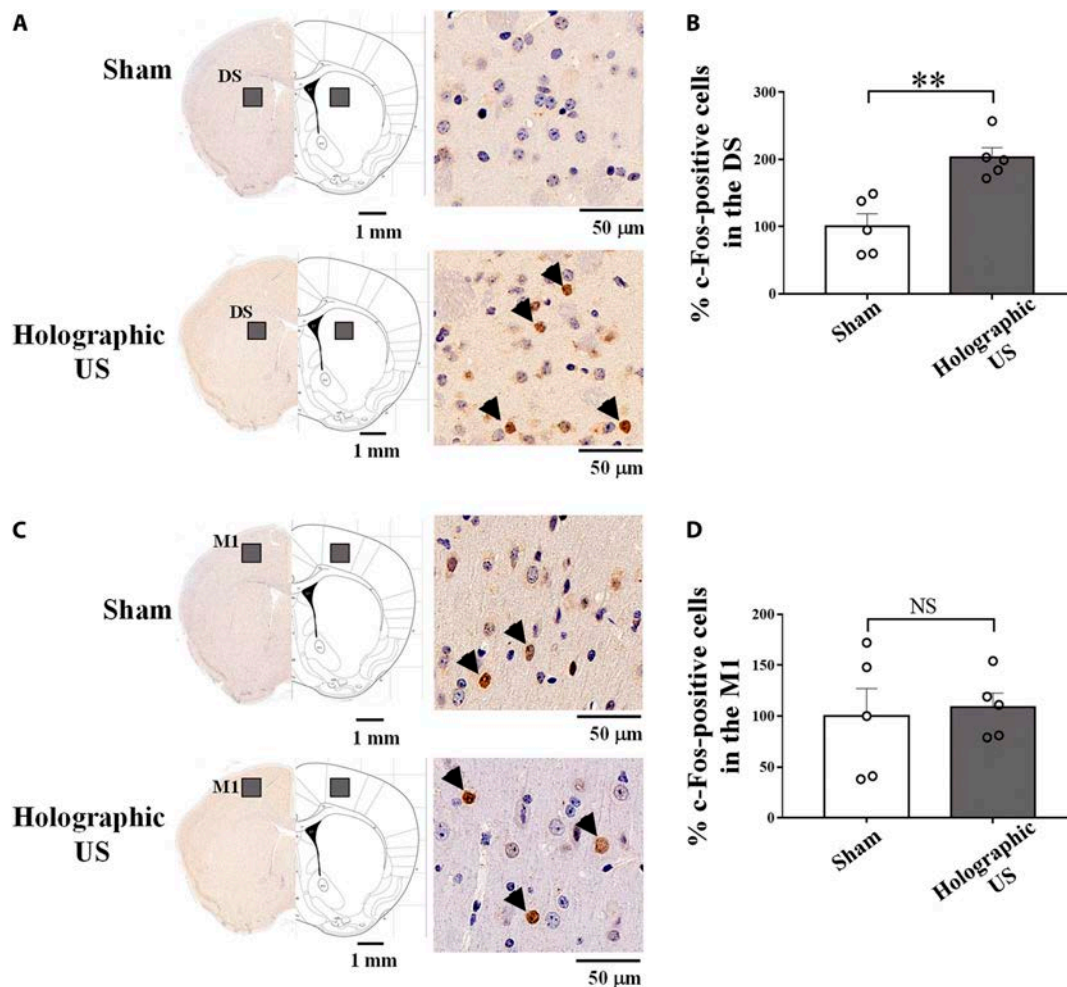 A
Sham
DS
1 mm
50 μm
Holographic
US
DS
1 mm
50 μm
B
% c-Fos-positive cells
in the DS
300
200
100
0
**
Sham
Holographic
US
C
Sham
M1
1 mm
50 μm
Holographic
US
M1
1 mm
50 μm
D
% c-Fos-positive cells
in the M1
200
150
100
50
0
NS
Sham
Holographic
US